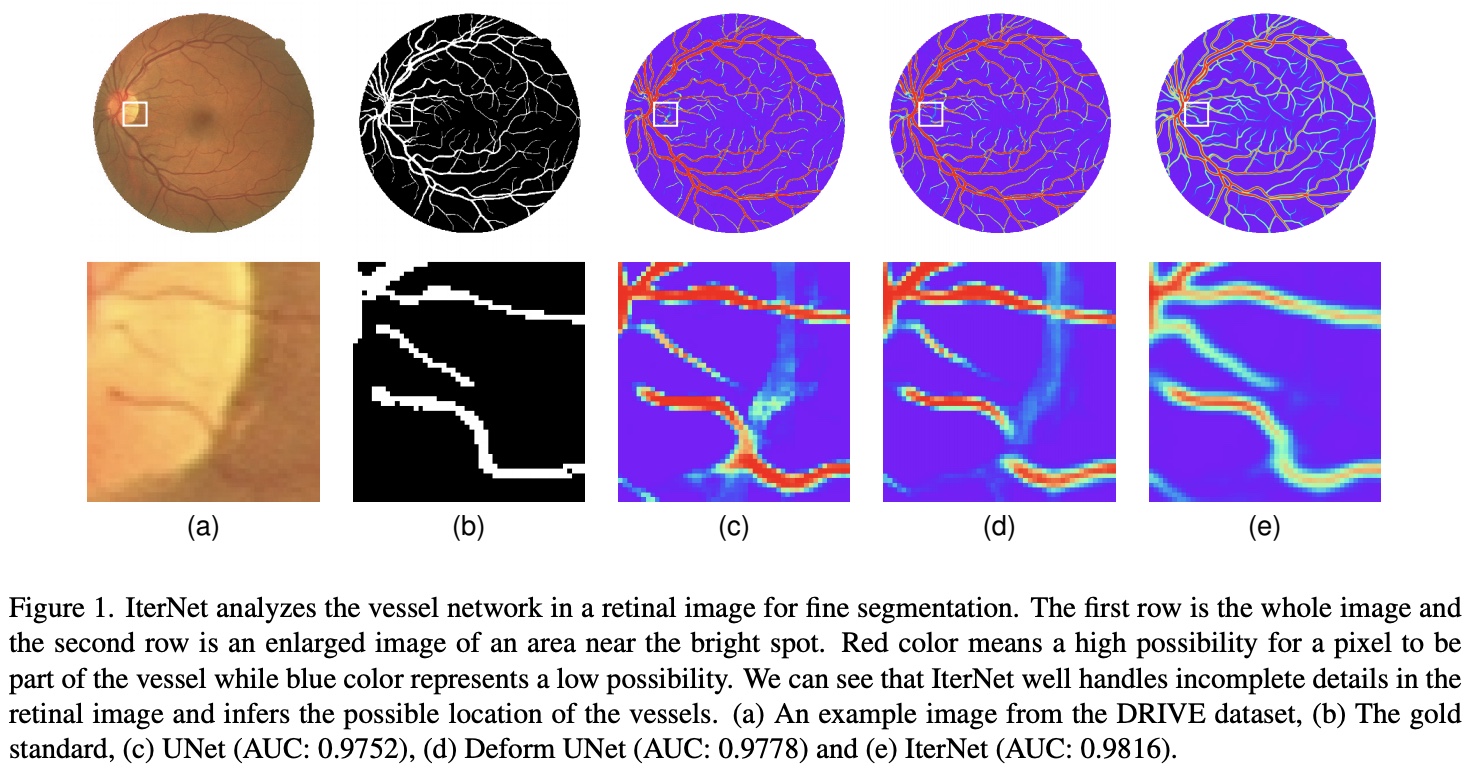 (a) (b) (c) (d) (e)
Figure 1. IterNet analyzes the vessel network in a retinal image for fine segmentation. The first row is the whole image and
the second row is an enlarged image of an area near the bright spot. Red color means a high possibility for a pixel to be
part of the vessel while blue color represents a low possibility. We can see that IterNet well handles incomplete details in the
retinal image and infers the possible location of the vessels. (a) An example image from the DRIVE dataset, (b) The gold
standard, (c) UNet (AUC: 0.9752), (d) Deform UNet (AUC: 0.9778) and (e) IterNet (AUC: 0.9816).